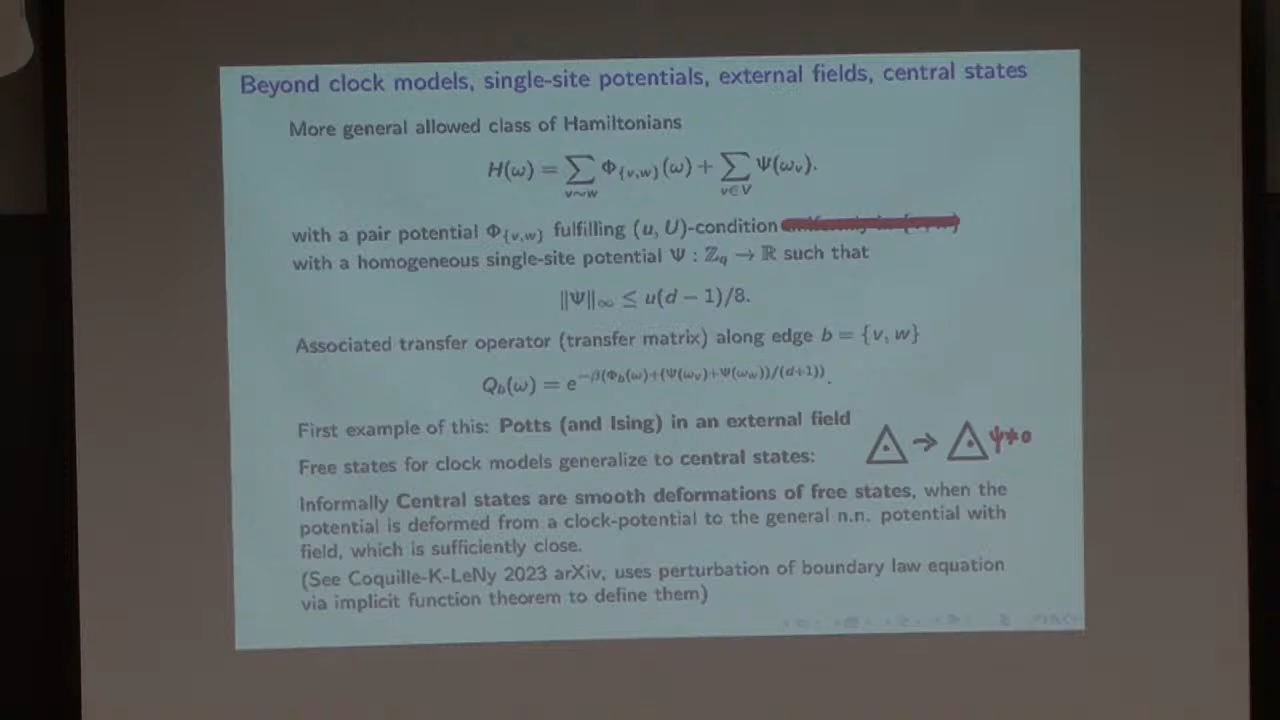 Beyond clock models, single-site potentials, external fields, central states
More general allowed class of Hamiltonians
H(ω) = ∑_{v∼w} Φ_{{v,w}}(ω) + ∑_{v∈V} Ψ(ω_v).
with a pair potential Φ_{{v,w}} fulfilling (u, U)-condition
with a homogeneous single-site potential Ψ : ℤ_q → ℝ such that
‖Ψ‖_∞ ≤ u(d − 1)/8.
Associated transfer operator (transfer matrix) along edge b = {v, w}
Q_b(ω) = e^{−β(Φ_b(ω)+(Ψ(ω_v)+Ψ(ω_w))/(d+1))}.
First example of this: Potts (and Ising) in an external field
Free states for clock models generalize to central states:
△ → △ Ψ≠0
Informally Central states are smooth deformations of free states, when the
potential is deformed from a clock-potential to the general n.n. potential with
field, which is sufficiently close.
(See Coquille-K-LeNy 2023 arXiv, uses perturbation of boundary law equation
via implicit function theorem to define them)